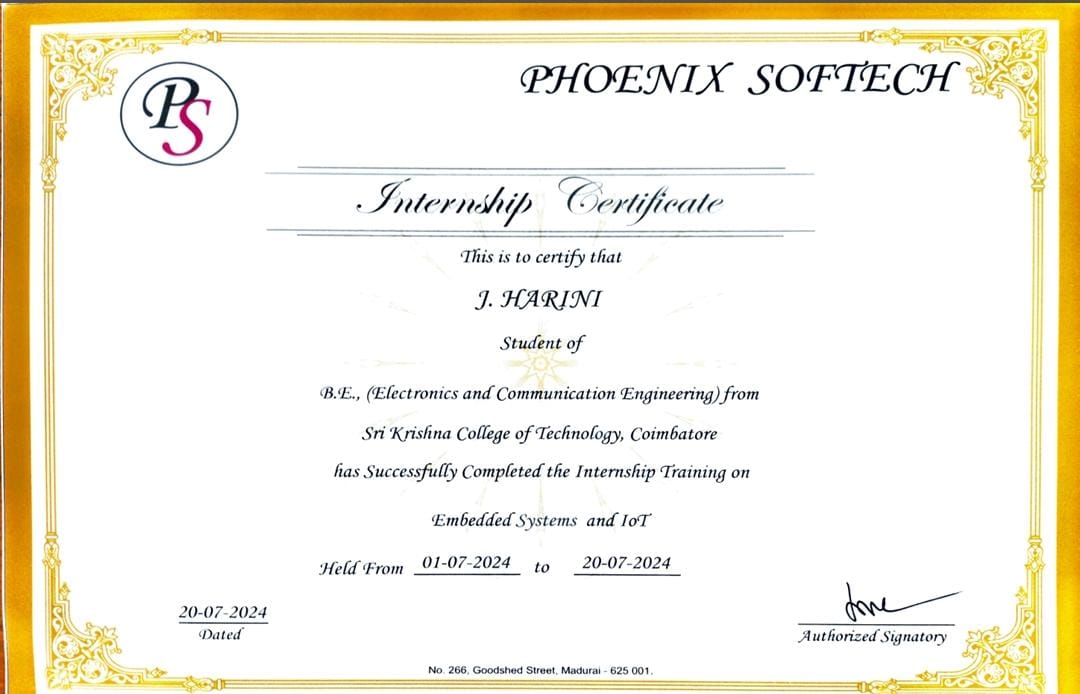 PS
PHOENIX SOFTECH
Internship Certificate
This is to certify that
J. HARINI
Student of
B.E., (Electronics and Communication Engineering) from
Sri Krishna College of Technology, Coimbatore
has Successfully Completed the Internship Training on
Embedded Systems and IoT
Held From 01-07-2024 to 20-07-2024
20-07-2024
Dated
Authorized Signatory
No. 266, Goodshed Street, Madurai - 625 001.